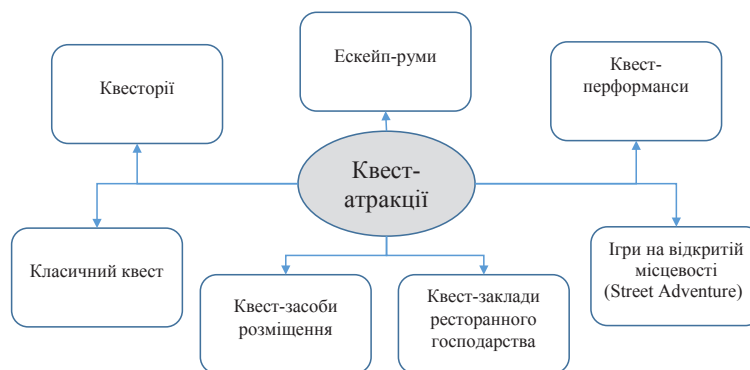 Ескейп-руми
Квесторії
Квест-
перформанси
Квест-
атракції
Класичний квест
Квест-засоби
розміщення
Квест-заклади
ресторанного
господарства
Ігри на відкритій
місцевості
(Street Adventure)